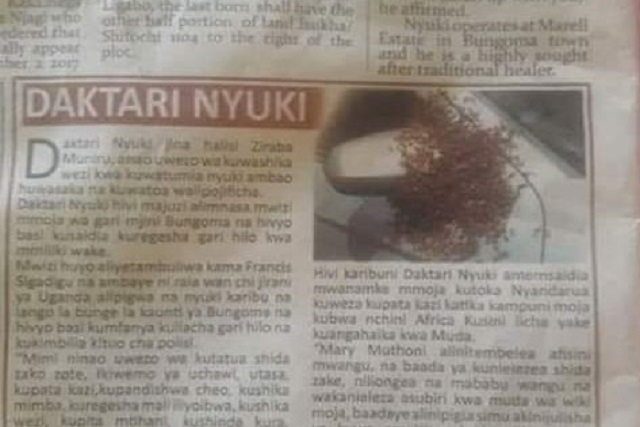 Ligabo, the last born shall have the
other half portion of land Isukha/
Shitochi 1104 to the right of the
plot.
he affirmed.
Nyuki operates at Marell
Estate in Bungoma town
and he is a highly sought
after traditional healer.
Njagi who
dered that
ally appear
2 2017
DAKTARI NYUKI
Daktari Nyuki jina halisi Ziraba
Muniru, anao uwezo wa kuwashika
wezi kwa kuwatumia nyuki ambao
huwasaka na kuwatoa walipojificha.
Daktari Nyuki hivi majuzi alimnasa mwizi
mmoja wa gari mjini Bungoma na hivyo
basi kusaidia kuregesha gari hilo kwa
mmiliki wake.
Mwizi huyo aliyetambuliwa kama Francis
Sigadigu na ambaye ni raia wan chi jirani
ya Uganda alipigwa na nyuki karibu na
lango la bunge la kaunti ya Bungoma na
hivyo basi kumfanya kuliacha gari hilo na
kukimbilia kituo cha polisi.
"Mimi ninao uwezo wa kutatua shida
zako zote, ikiwemo ya uchawi, utasa,
kupata kazi,kupandishwa cheo, kushika
mimba, kuregesha mali iliyoibwa, kushika
wezi, kupita mtihani, kushinda kura,
Hivi karibuni Daktari Nyuki amemsaidia
mwanamke mmoja kutoka Nyandarua
kuweza kupata kazi katika kampuni moja
kubwa nchini Africa Kusini licha yake
kuangahaika kwa Muda.
"Mary Muthoni alinitembelea afisini
mwangu, na baada ya kunielezea shida
zake, niliongea na mababu wangu na
wakanieleza asubiri kwa muda wa wiki
moja, baadaye alinipigia simu akinijulisha